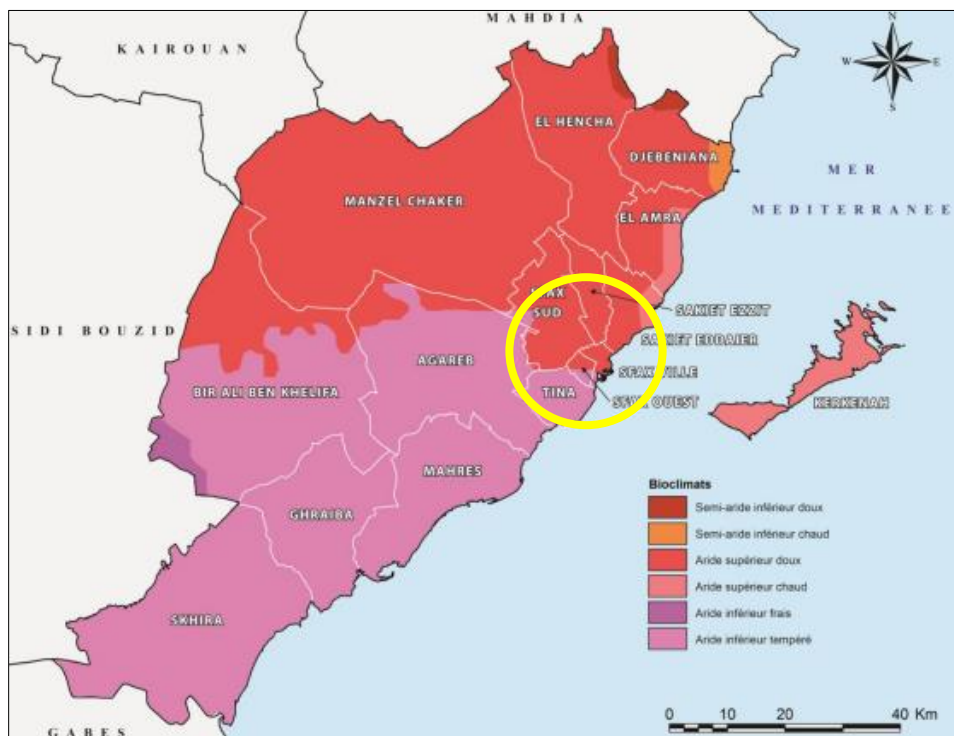 MAHDIA
KAIROUAN
N
W E
S
EL HENCHA
DJEBENIANA
MER
MEDITERRANEE
MANZEL CHAKER
EL AMRA
SFAX
SUD
SAKIET EZZIT
SIDI BOUZID
SAKIET EDDAIER
AGAREB
SFAX VILLE
BIR ALI BEN KHELIFA
TINA
SFAX OUEST
KERKENAH
MAHRES
GHRAIBA
SKHIRA
GABES
Bioclimats
Semi-aride inférieur doux
Semi-aride inférieur chaud
Aride supérieur doux
Aride supérieur chaud
Aride inférieur frais
Aride inférieur tempéré
0 10 20 40 Km